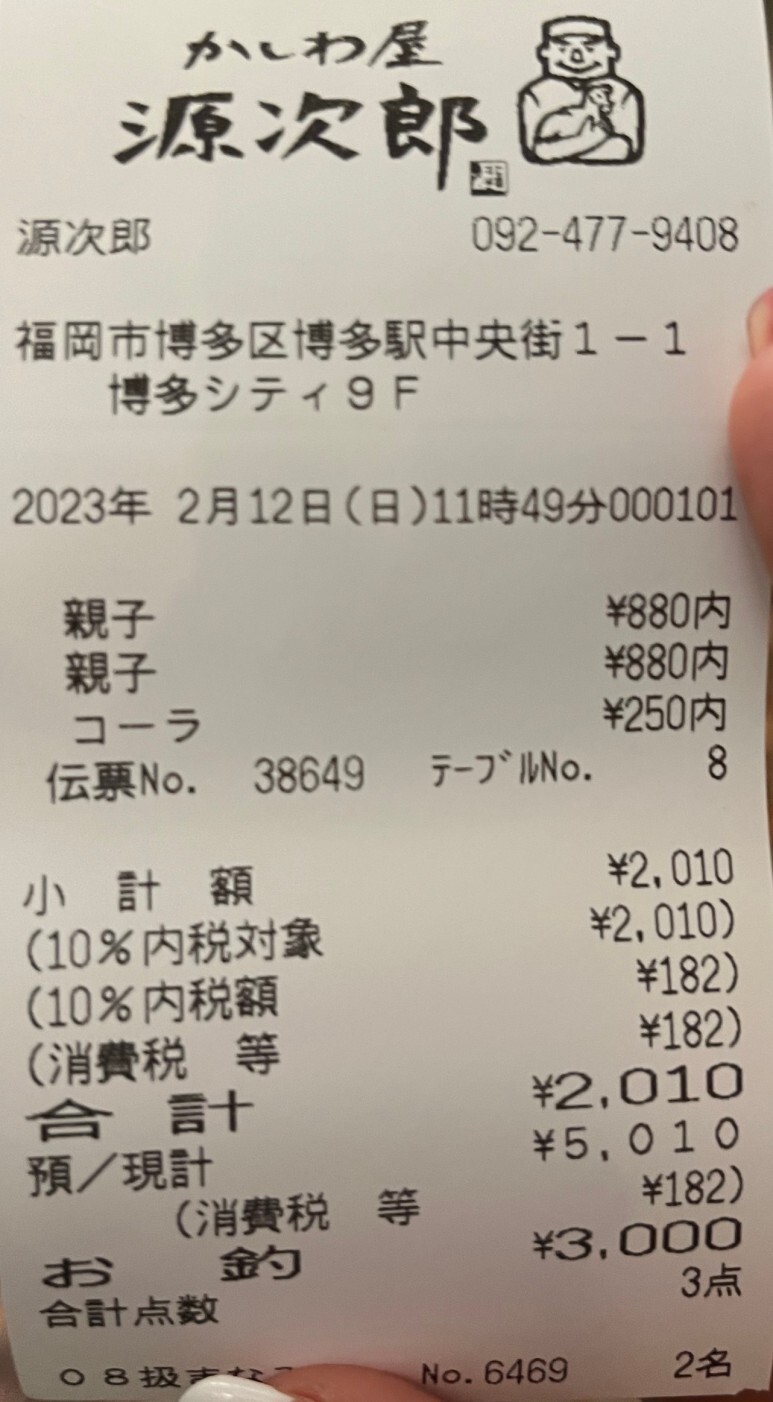 かしわ屋
源次郎
源次郎 092-477-9408
福岡市博多区博多駅中央街1-1
博多シティ9F
2023年 2月12日(日)11時49分000101
親子 ¥880内
親子 ¥880内
コーラ ¥250内
伝票No. 38649 テーブルNo. 8
小計額 ¥2,010
(10%内税対象 ¥2,010)
(10%内税額 ¥182)
(消費税 等 ¥182)
合計 ¥2,010
預/現計 ¥5,010
(消費税 等 ¥182)
お釣 ¥3,000
合計点数 3点
08扱 No.6469 2名